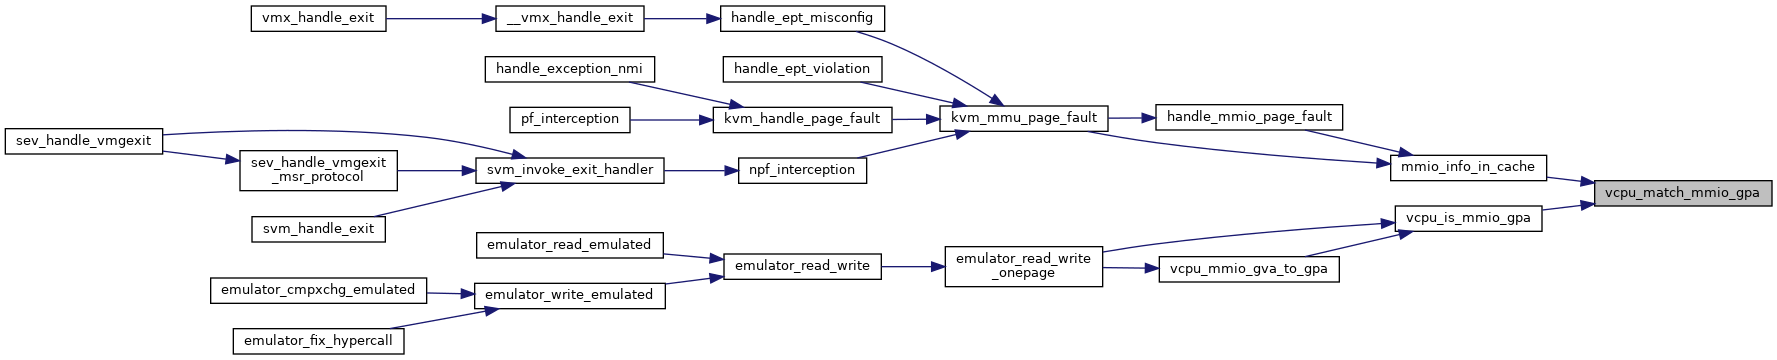 vmx_handle_exit
__vmx_handle_exit
handle_ept_misconfig
handle_exception_nmi
handle_ept_violation
pf_interception
kvm_handle_page_fault
kvm_mmu_page_fault
handle_mmio_page_fault
sev_handle_vmgexit
sev_handle_vmgexit
_msr_protocol
svm_invoke_exit_handler
npf_interception
mmio_info_in_cache
vcpu_match_mmio_gpa
svm_handle_exit
vcpu_is_mmio_gpa
emulator_read_emulated
emulator_read_write
emulator_read_write
_onepage
vcpu_mmio_gva_to_gpa
emulator_cmpxchg_emulated
emulator_write_emulated
emulator_fix_hypercall